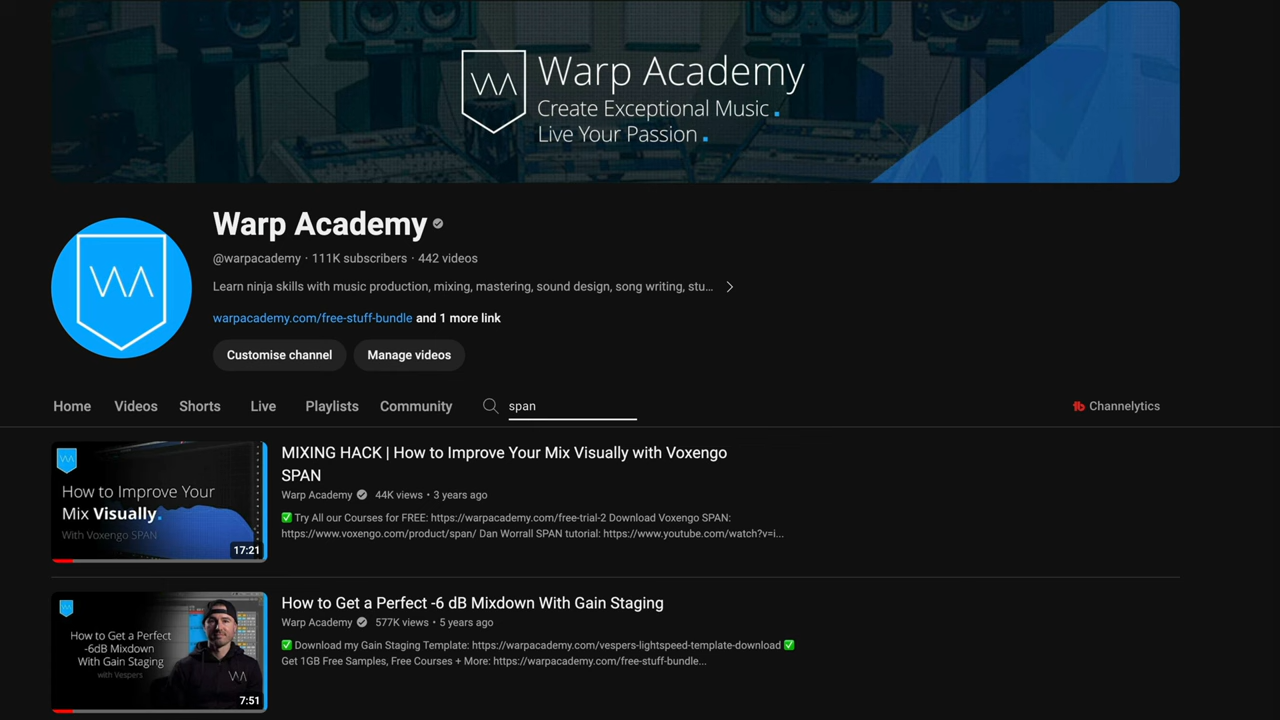 WA
Warp Academy
Create Exceptional Music.
Live Your Passion.
WA
Warp Academy
@warpacademy · 111K subscribers · 442 videos
Learn ninja skills with music production, mixing, mastering, sound design, song writing, stu...
warpacademy.com/free-stuff-bundle and 1 more link
Customise channel Manage videos
Home Videos Shorts Live Playlists Community span Channelytics
How to Improve Your
Mix Visually.
With Voxengo SPAN
17:21
MIXING HACK | How to Improve Your Mix Visually with Voxengo
SPAN
Warp Academy 44K views • 3 years ago
✅ Try All our Courses for FREE: https://warpacademy.com/free-trial-2 Download Voxengo SPAN:
https://www.voxengo.com/product/span/ Dan Worrall SPAN tutorial: https://www.youtube.com/watch?v=i...
How to Get a Perfect
-6dB Mixdown
With Gain Staging
with Vespers
WA
7:51
How to Get a Perfect -6 dB Mixdown With Gain Staging
Warp Academy 577K views • 5 years ago
✅ Download my Gain Staging Template: https://warpacademy.com/vespers-lightspeed-template-download ✅
Get 1GB Free Samples, Free Courses + More: https://warpacademy.com/free-stuff-bundle...